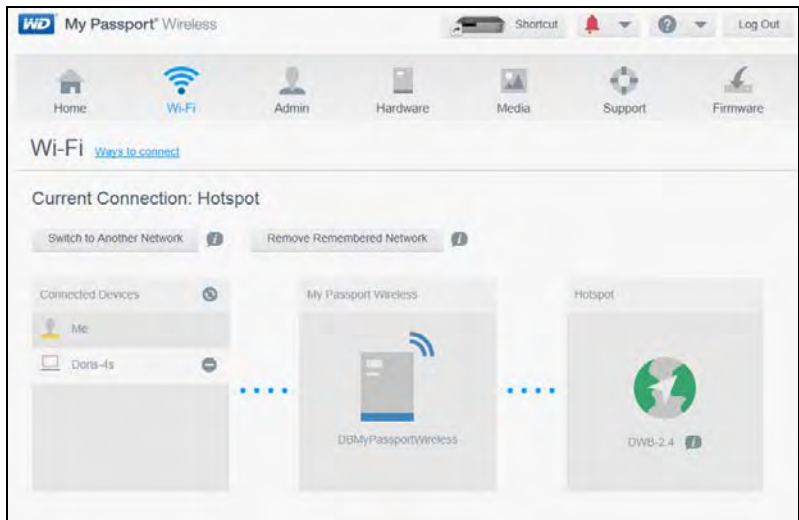 WD My Passport® Wireless
Shortcut
Log Out
Home
Wi-Fi
Admin
Hardware
Media
Support
Firmware
Wi-Fi Ways to connect
Current Connection: Hotspot
Switch to Another Network
Remove Remembered Network
Connected Devices
My Passport Wireless
Hotspot
Me
Doris-4s
DBMyPassportWireless
DWB-2.4